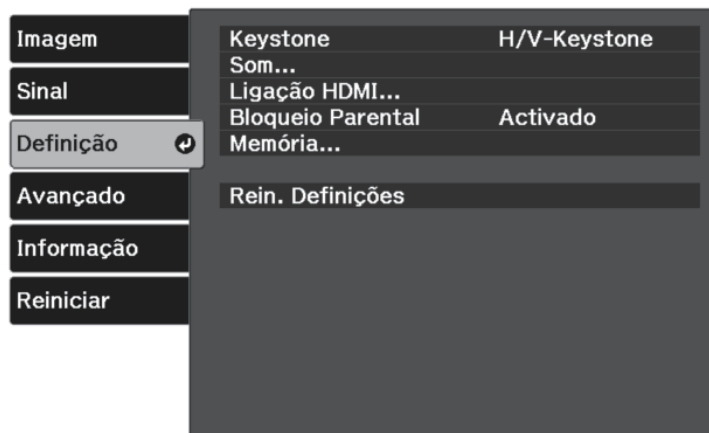 Imagem
Sinal
Definição
Avançado
Informação
Reiniciar
Keystone H/V-Keystone
Som...
Ligação HDMI...
Bloqueio Parental Activado
Memória...
Rein. Definições